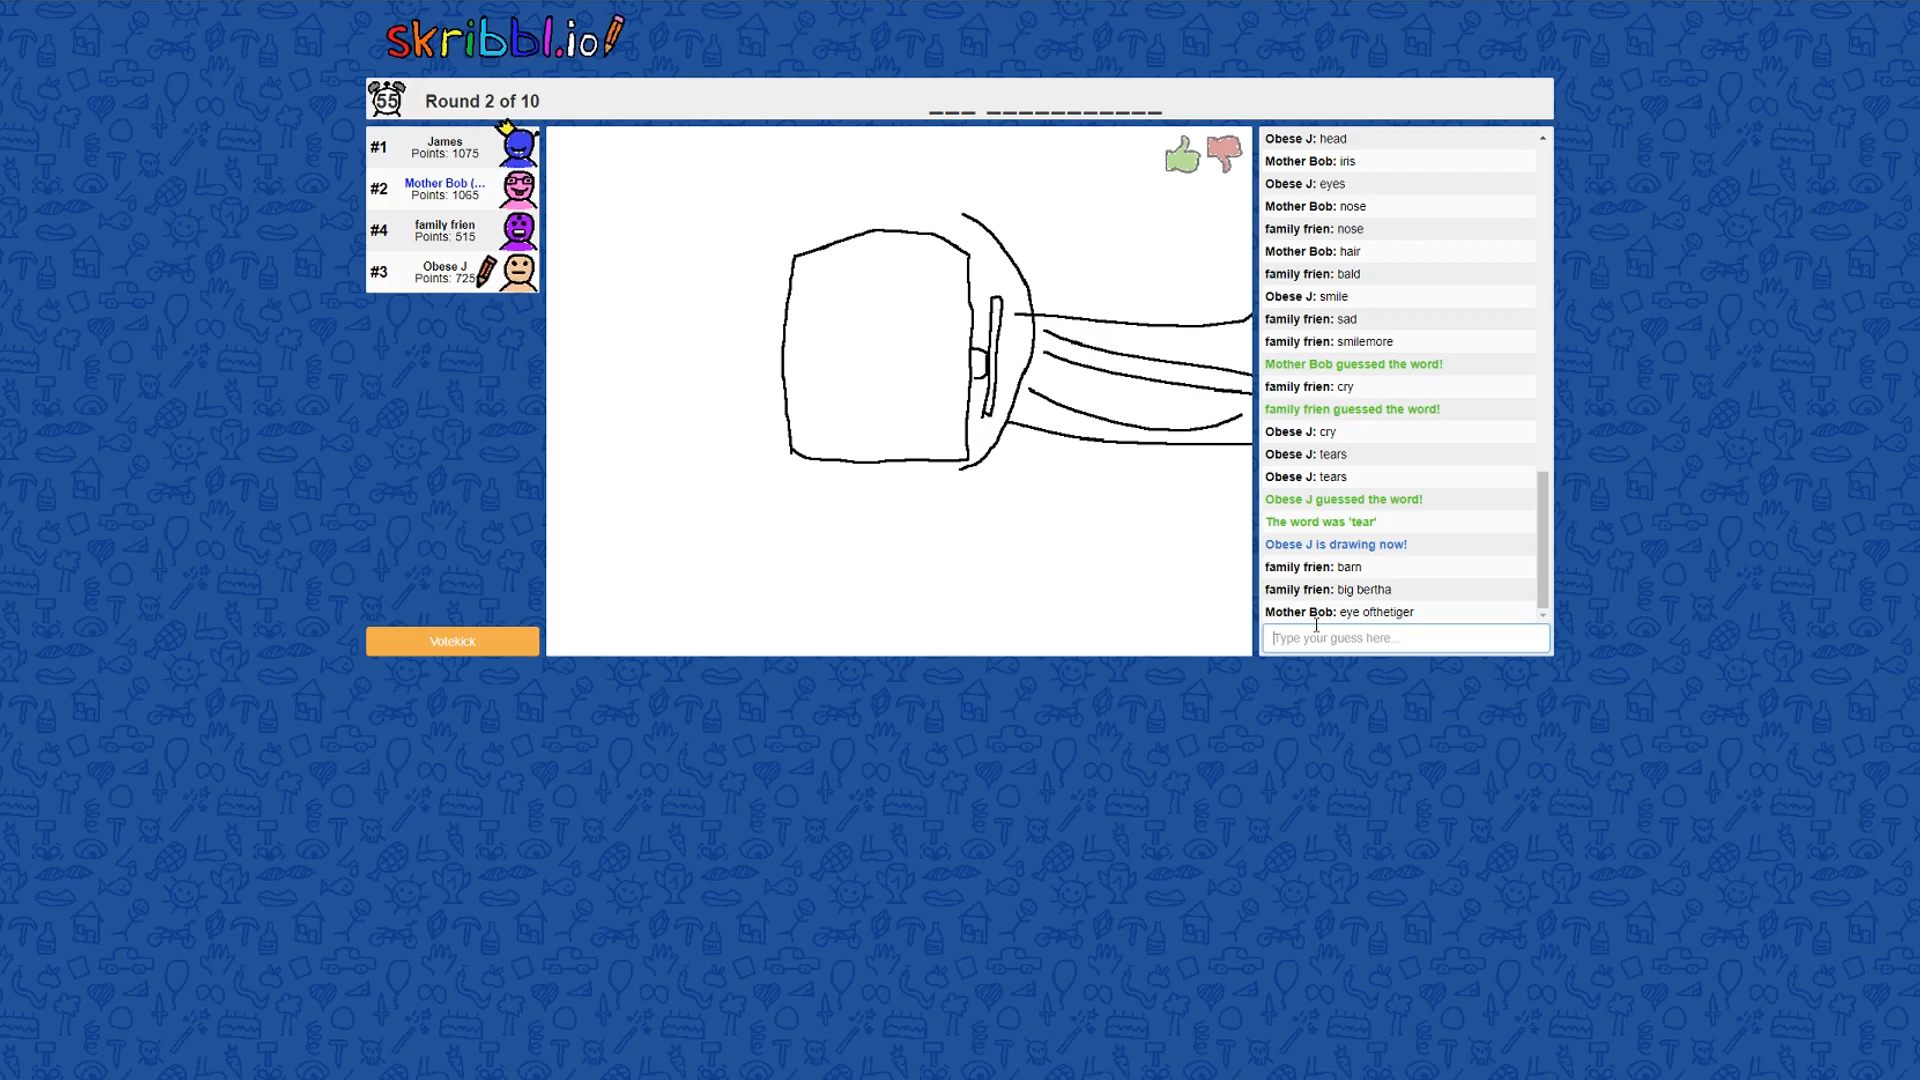 skribbl.io
55
Round 2 of 10
___ ___________
#1
James
Points: 1075
#2
Mother Bob (...
Points: 1065
#4
family frien
Points: 515
#3
Obese J
Points: 725
Votekick
Obese J: head
Mother Bob: iris
Obese J: eyes
Mother Bob: nose
family frien: nose
Mother Bob: hair
family frien: bald
Obese J: smile
family frien: sad
family frien: smilemore
Mother Bob guessed the word!
family frien: cry
family frien guessed the word!
Obese J: cry
Obese J: tears
Obese J: tears
Obese J guessed the word!
The word was 'tear'
Obese J is drawing now!
family frien: barn
family frien: big bertha
Mother Bob: eye ofthetiger
Type your guess here...